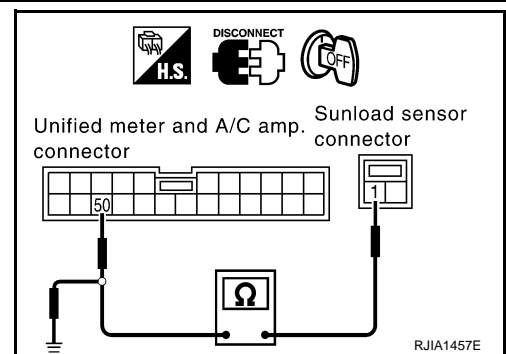 DISCONNECT
H.S.
OFF
Unified meter and A/C amp.
connector
Sunload sensor
connector
50
1
Ω
RJIA1457E